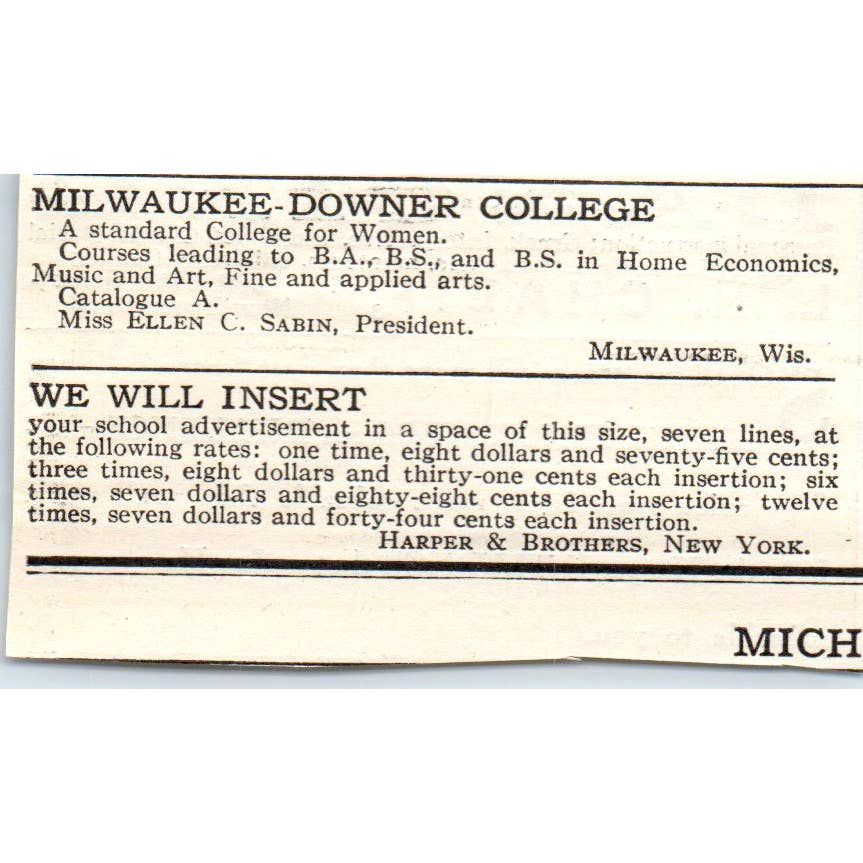 MILWAUKEE-DOWNER COLLEGE
A standard College for Women.
Courses leading to B.A., B.S., and B.S. in Home Economics,
Music and Art, Fine and applied arts.
Catalogue A.
Miss ELLEN C. SABIN, President.
MILWAUKEE, Wis.
WE WILL INSERT
your school advertisement in a space of this size, seven lines, at
the following rates: one time, eight dollars and seventy-five cents;
three times, eight dollars and thirty-one cents each insertion; six
times, seven dollars and eighty-eight cents each insertion; twelve
times, seven dollars and forty-four cents each insertion.
HARPER & BROTHERS, NEW YORK.
MICH